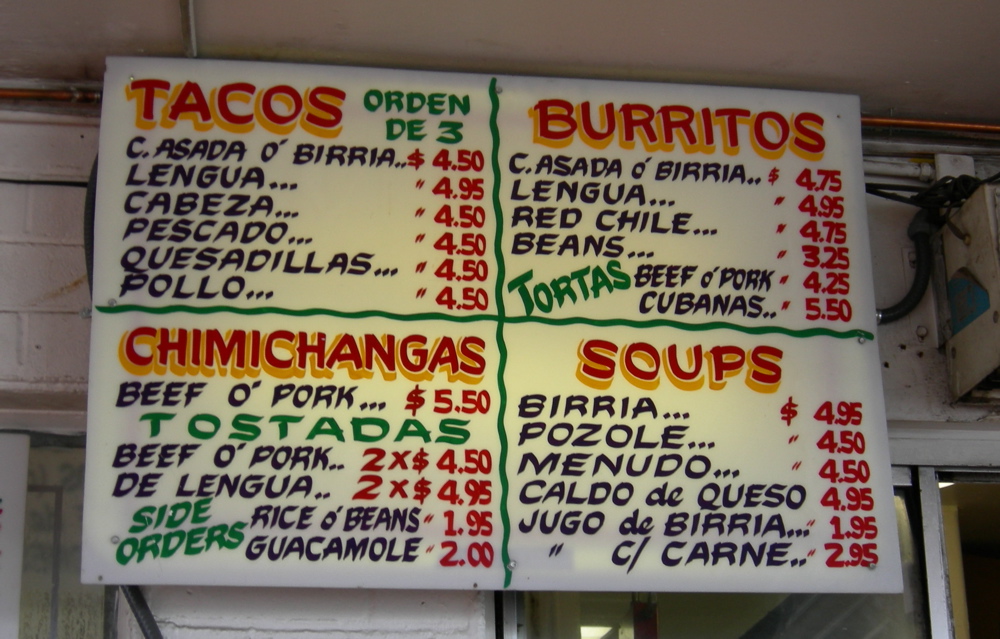 TACOS ORDEN DE 3
C. ASADA O' BIRRIA..$ 4.50
LENGUA... " 4.95
CABEZA... " 4.50
PESCADO... " 4.50
QUESADILLAS... " 4.50
POLLO... " 4.50
BURRITOS
C. ASADA O' BIRRIA.. $ 4.75
LENGUA... " 4.95
RED CHILE... " 4.75
BEANS... " 3.25
TORTAS BEEF O' PORK " 4.25
CUBANAS.. " 5.50
CHIMICHANGAS
BEEF O' PORK... $ 5.50
TOSTADAS
BEEF O' PORK.. 2X$ 4.50
DE LENGUA.. 2X$ 4.95
SIDE ORDERS RICE O' BEANS " 1.95
GUACAMOLE " 2.00
SOUPS
BIRRIA... $ 4.95
POZOLE... " 4.50
MENUDO... " 4.50
CALDO de QUESO 4.95
JUGO de BIRRIA..." 1.95
" C/ CARNE.." 2.95